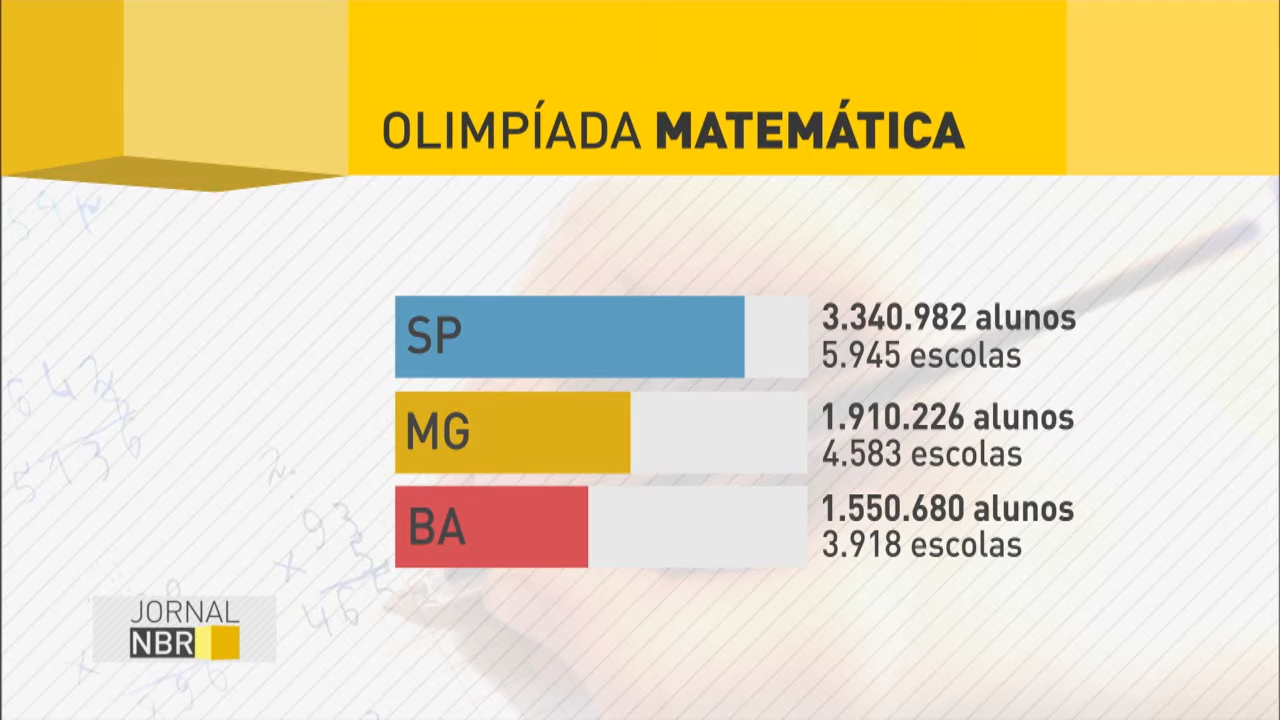 OLIMPÍADA MATEMÁTICA
SP
3.340.982 alunos
5.945 escolas
MG
1.910.226 alunos
4.583 escolas
BA
1.550.680 alunos
3.918 escolas
JORNAL
NBR